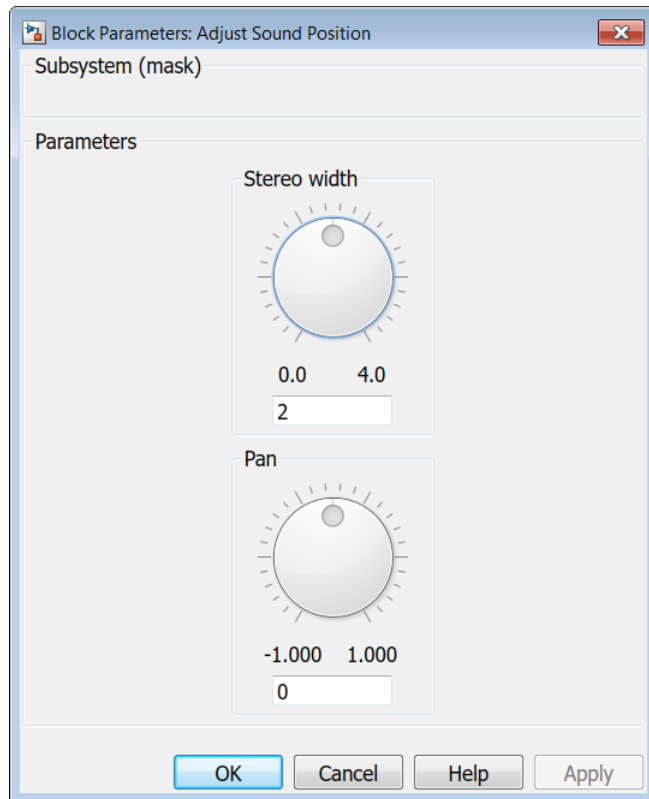 Block Parameters: Adjust Sound Position
Subsystem (mask)
Parameters
Stereo width
0.0 4.0
2
Pan
-1.000 1.000
0
OK Cancel Help Apply